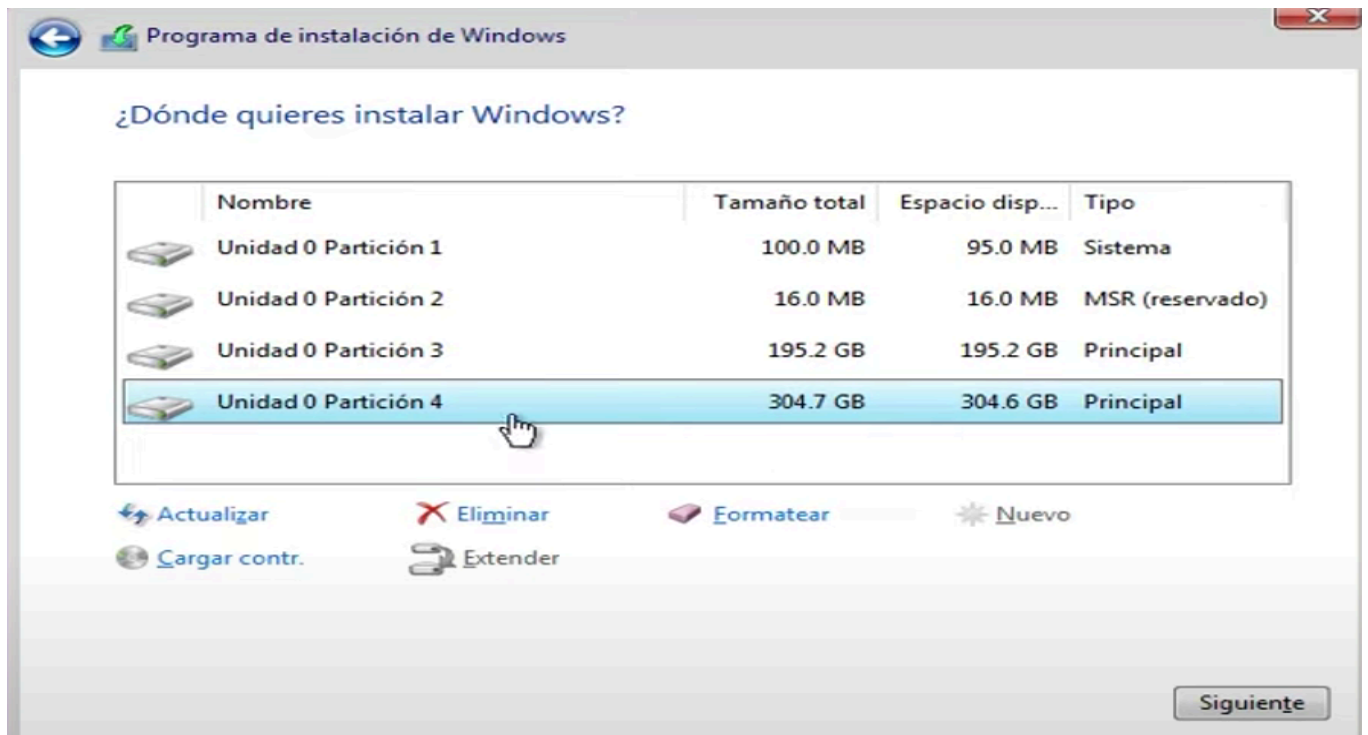 Programa de instalación de Windows
¿Dónde quieres instalar Windows?
Nombre Tamaño total Espacio disp... Tipo
Unidad 0 Partición 1 100.0 MB 95.0 MB Sistema
Unidad 0 Partición 2 16.0 MB 16.0 MB MSR (reservado)
Unidad 0 Partición 3 195.2 GB 195.2 GB Principal
Unidad 0 Partición 4 304.7 GB 304.6 GB Principal
Actualizar Eliminar Formatear Nuevo
Cargar contr. Extender
Siguiente